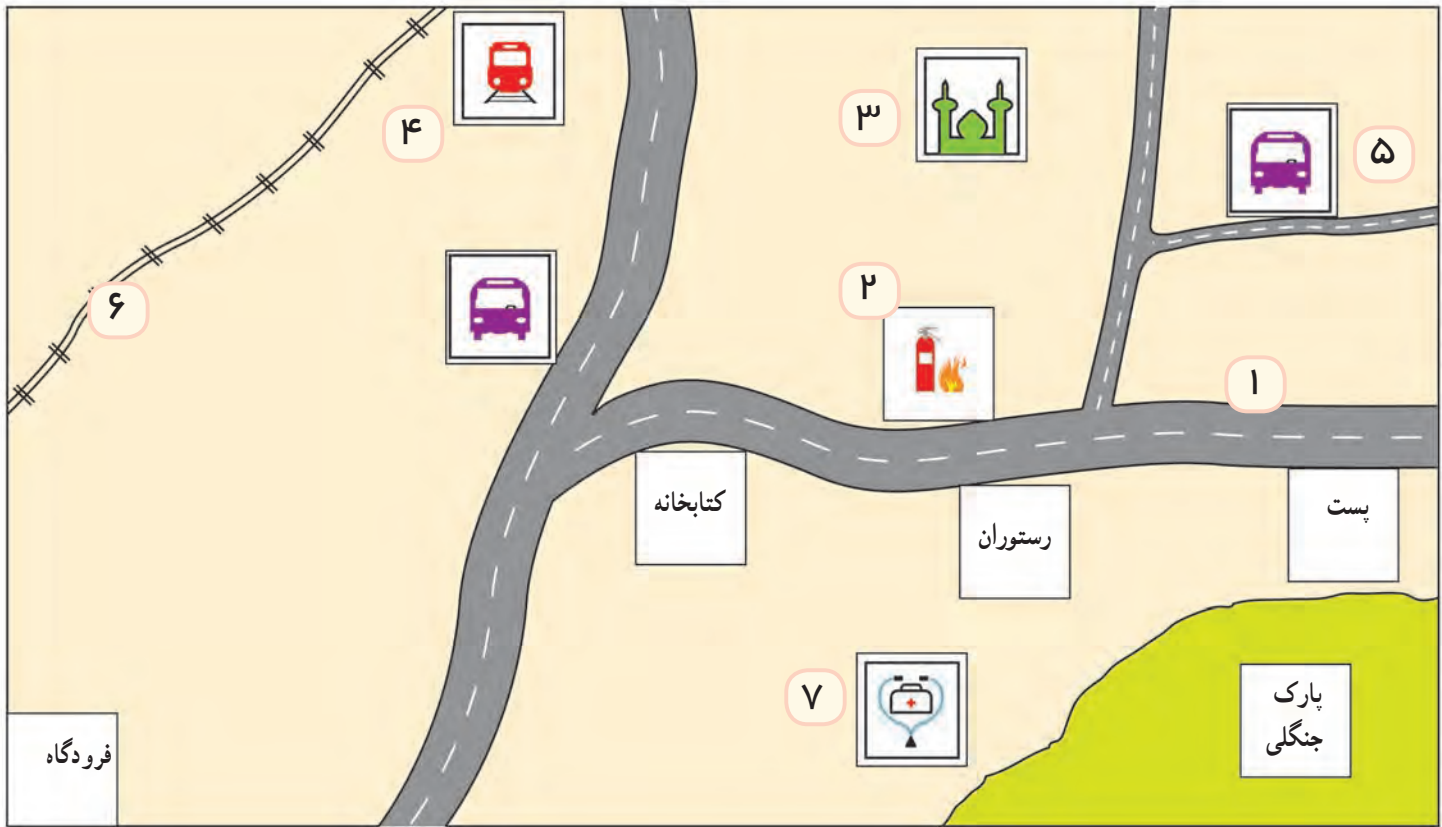 ۴
۳
۵
۲
۶
۱
کتابخانه
رستوران
پست
۷
پارک
جنگلی
فرودگاه